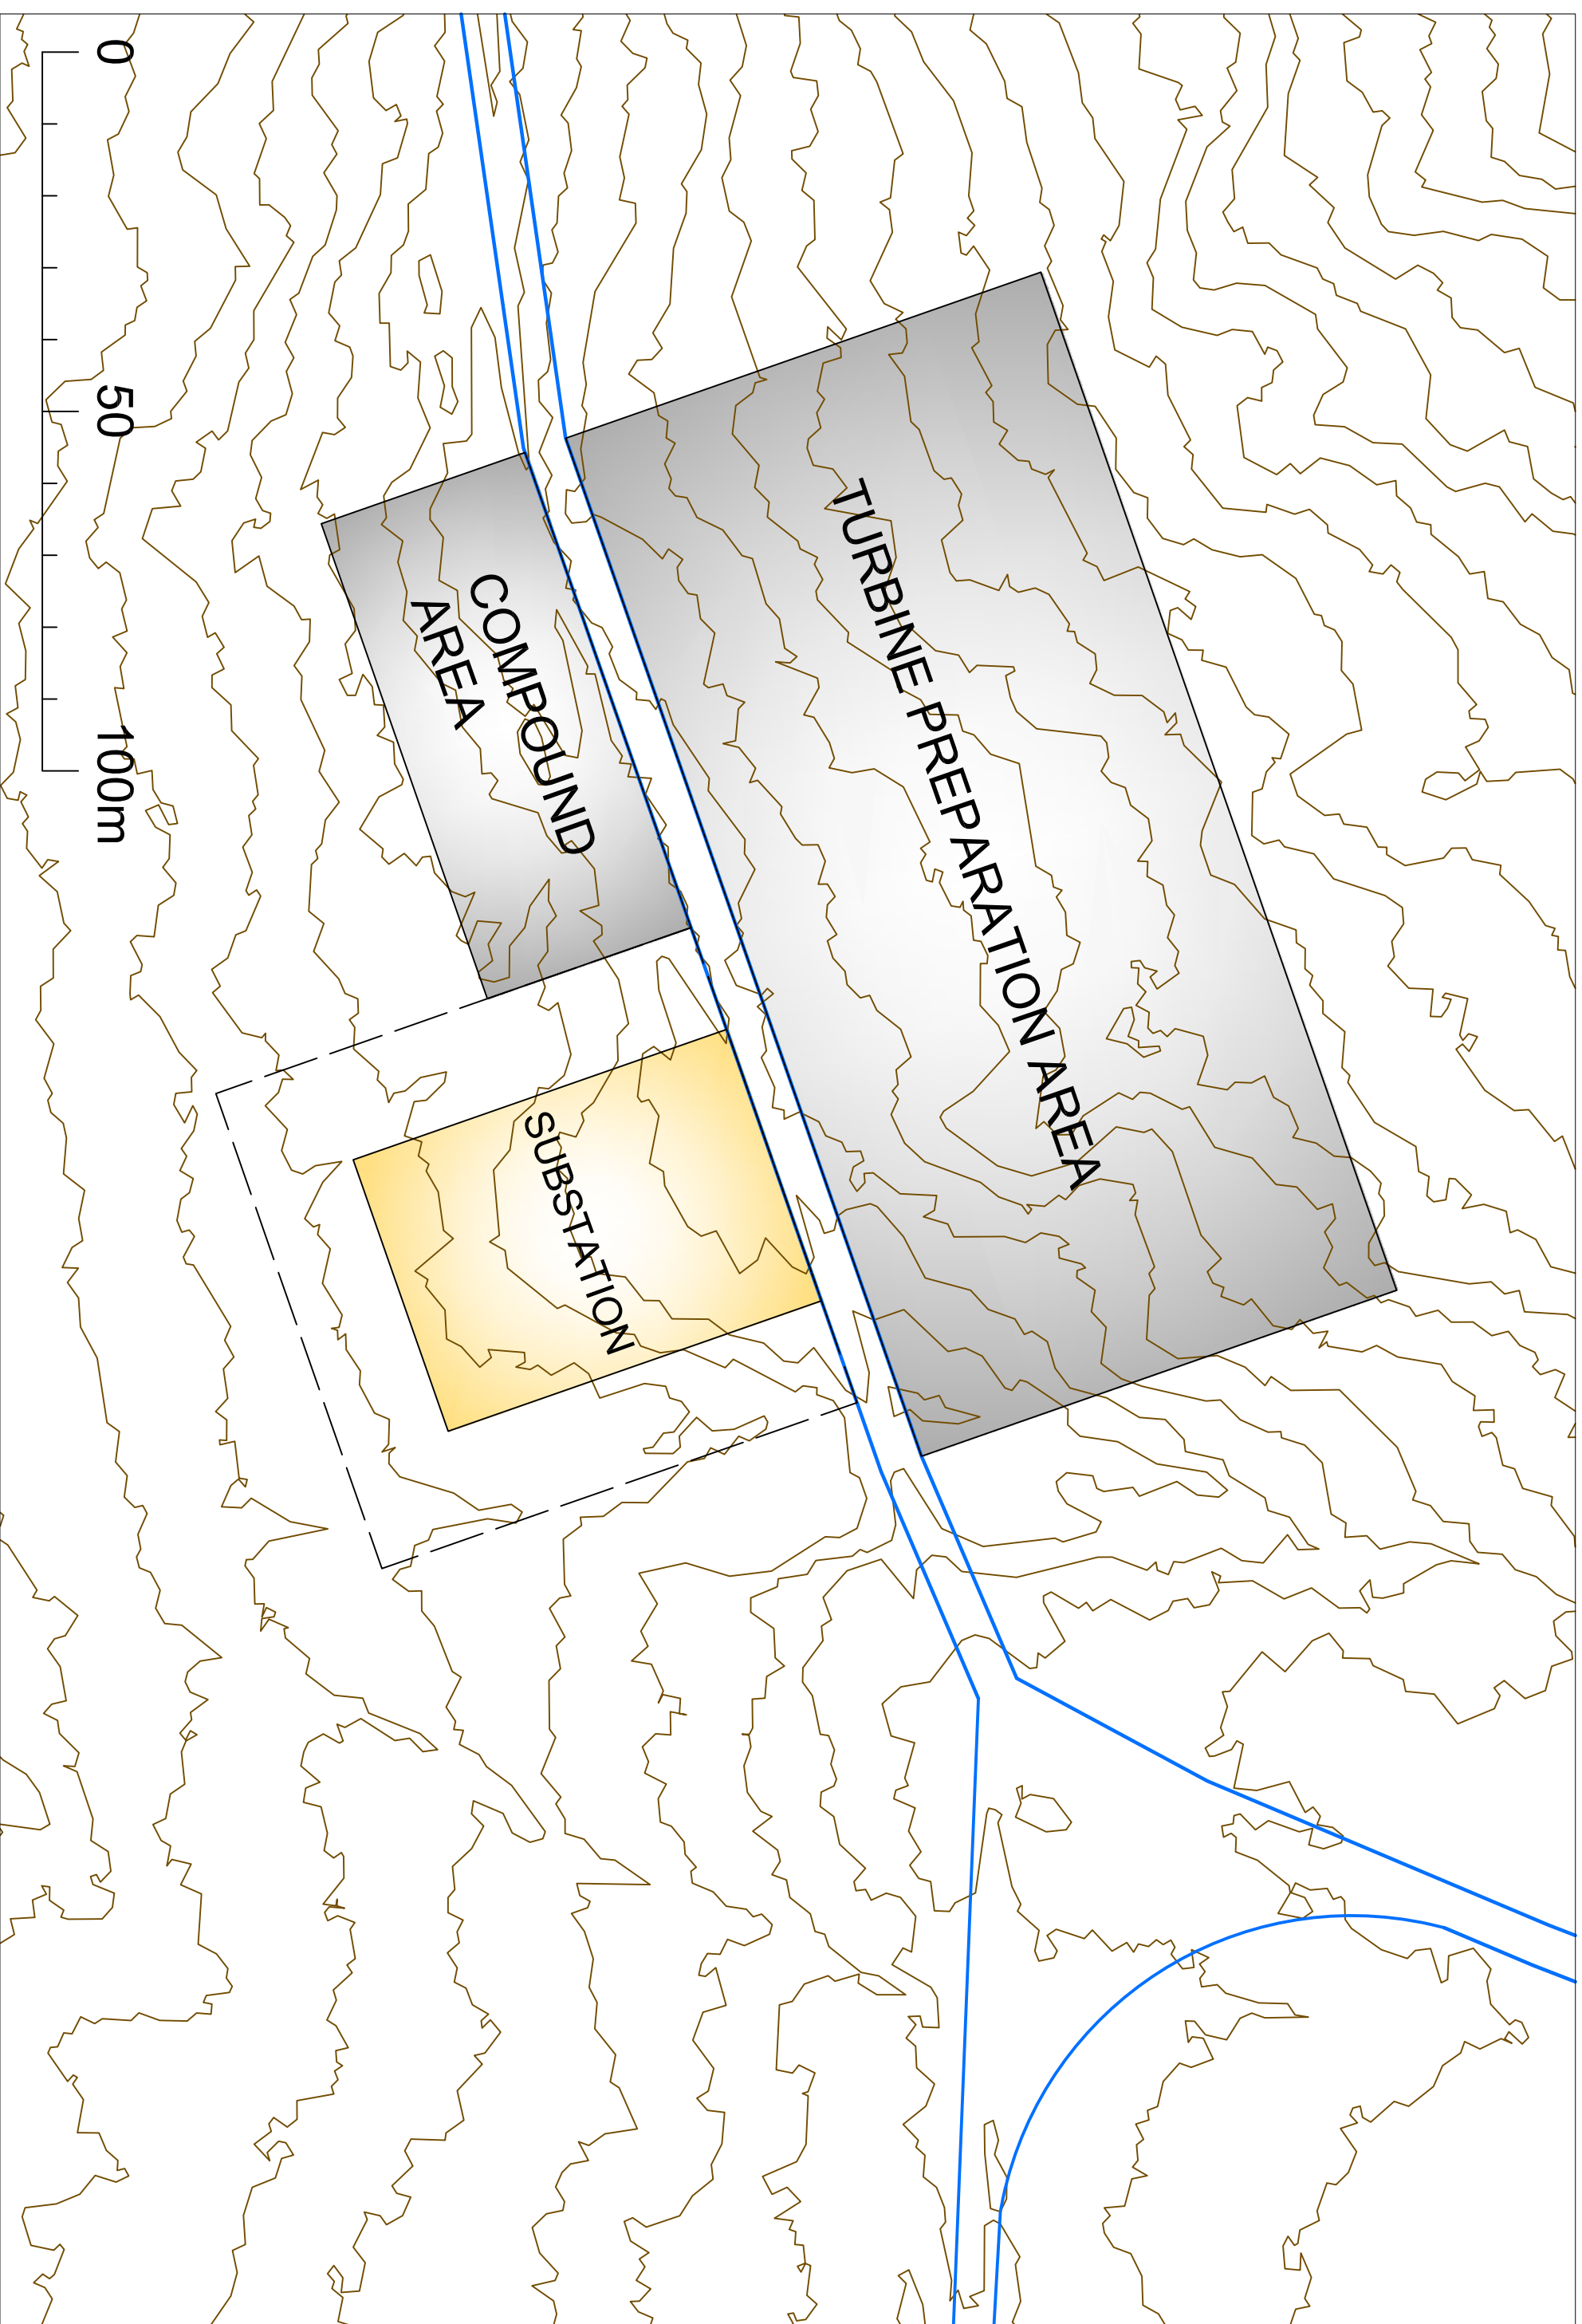 0
50
100m
TURBINE PREPARATION AREA
COMPOUND
AREA
SUBSTATION